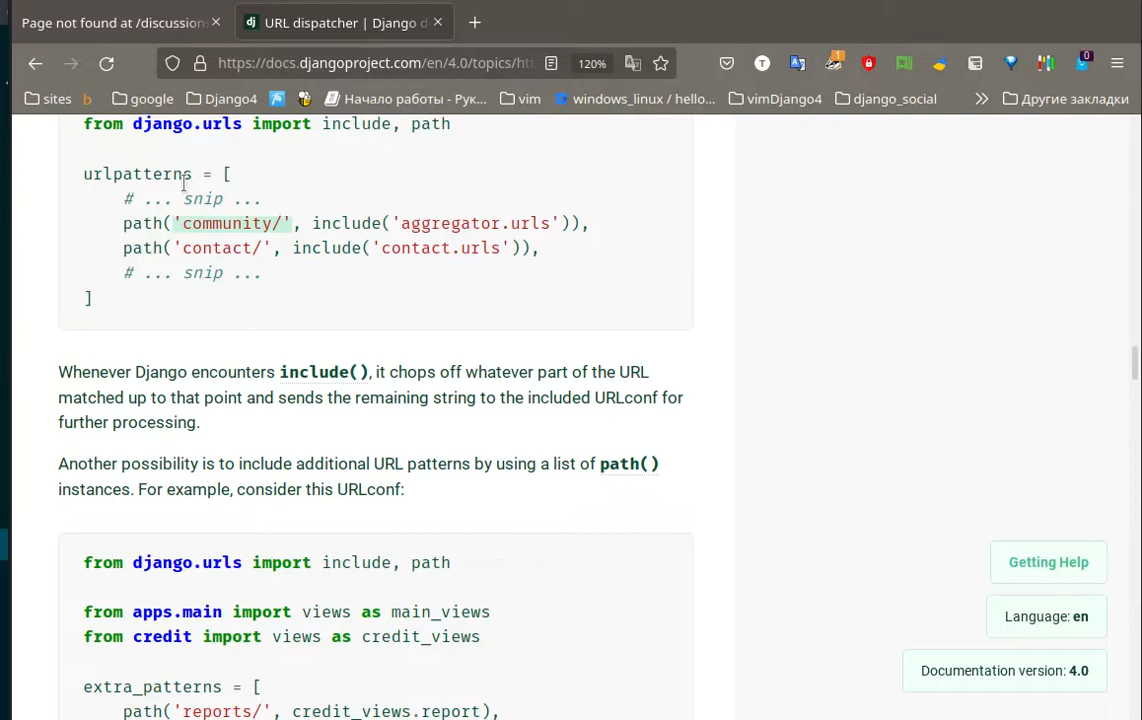 Page not found at /discussion
URL dispatcher | Django d
https://docs.djangoproject.com/en/4.0/topics/ht
120%
sites
google
Django4
Начало работы - Рук...
vim
windows_linux / hello...
vimDjango4
django_social
Другие закладки
from django.urls import include, path
urlpatterns = [
# ... snip ...
path('community/', include('aggregator.urls')),
path('contact/', include('contact.urls')),
# ... snip ...
]
Whenever Django encounters include(), it chops off whatever part of the URL
matched up to that point and sends the remaining string to the included URLconf for
further processing.
Another possibility is to include additional URL patterns by using a list of path()
instances. For example, consider this URLconf:
from django.urls import include, path
from apps.main import views as main_views
from credit import views as credit_views
extra_patterns = [
path('reports/', credit_views.report),
Getting Help
Language: en
Documentation version: 4.0